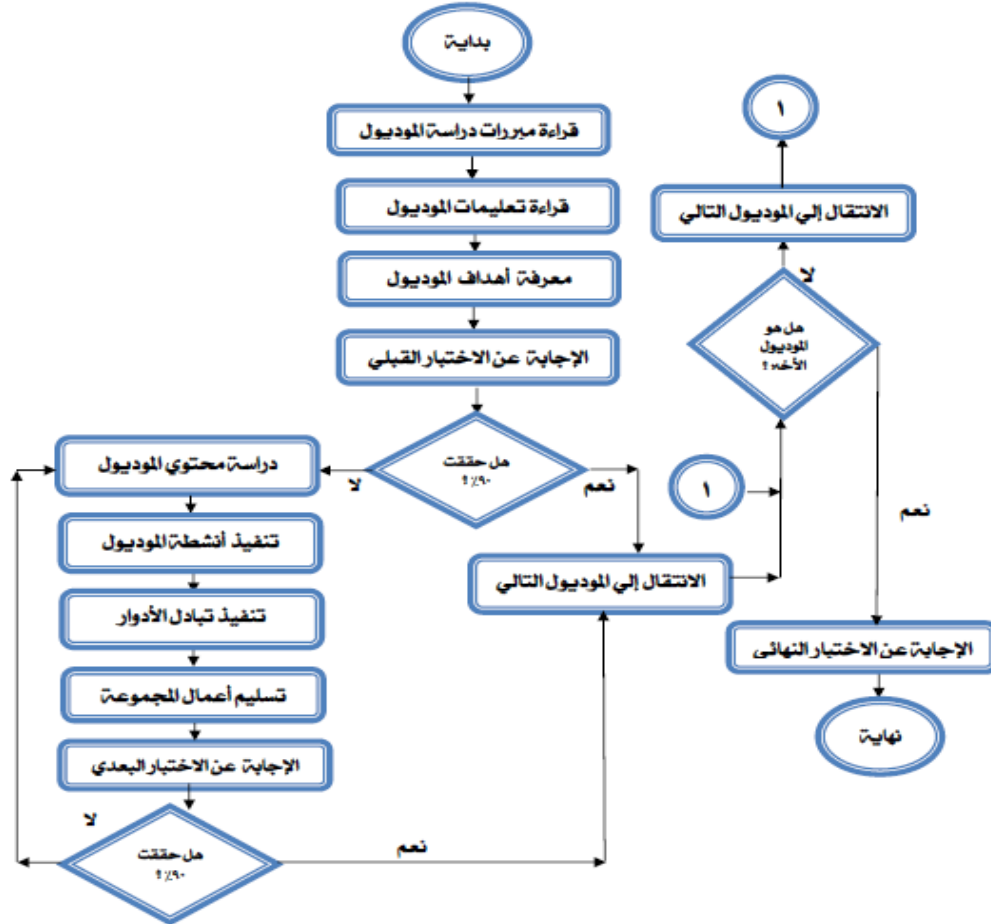 بداية
قراءة مبررات دراسة الموديول
قراءة تعليمات الموديول
معرفة أهداف الموديول
الإجابة عن الاختبار القبلي
هل حققت
٩٠٪ ؟
لا
نعم
دراسة محتوي الموديول
تنفيذ أنشطة الموديول
تنفيذ تبادل الأدوار
تسليم أعمال المجموعة
الإجابة عن الاختبار البعدي
هل حققت
٩٠٪ ؟
لا
نعم
الانتقال إلي الموديول التالي
١
هل هو
الموديول
الأخير ؟
لا
نعم
الانتقال إلي الموديول التالي
١
الإجابة عن الاختبار النهائى
نهاية